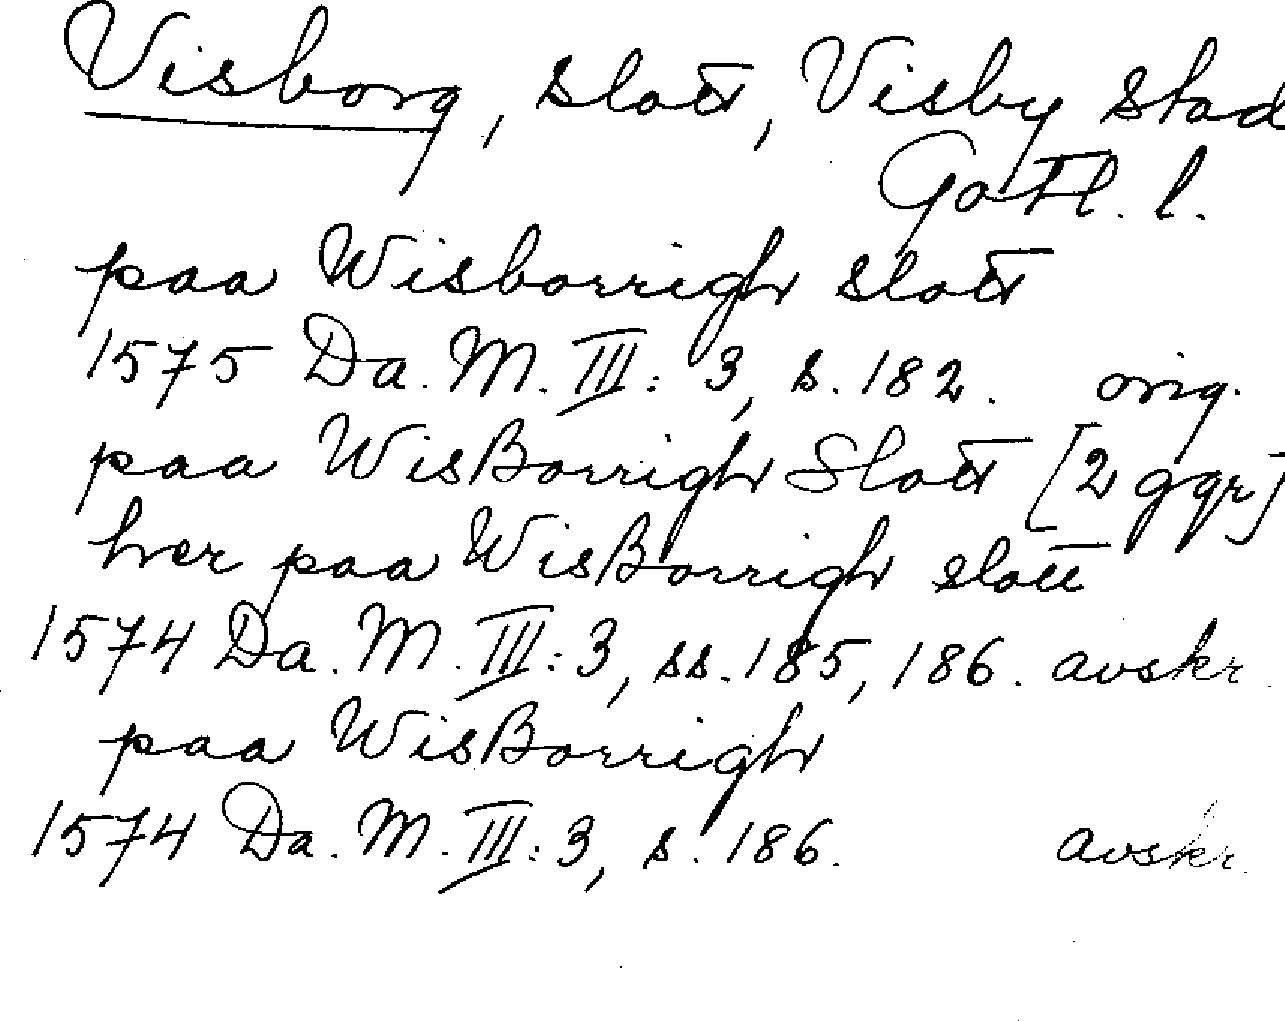 Visborg, slott, Visby stad
Gotl. l.
paa Wisborrigh slott
1575 Da. M. III: 3, s. 182. orig.
paa WisBorrigh Slott [2 ggr]
her paa WisBorrigh slott
1574 Da. M. III: 3, ss. 185, 186. avskr.
paa WisBorrigh
1574 Da. M. III: 3, s. 186. avskr.